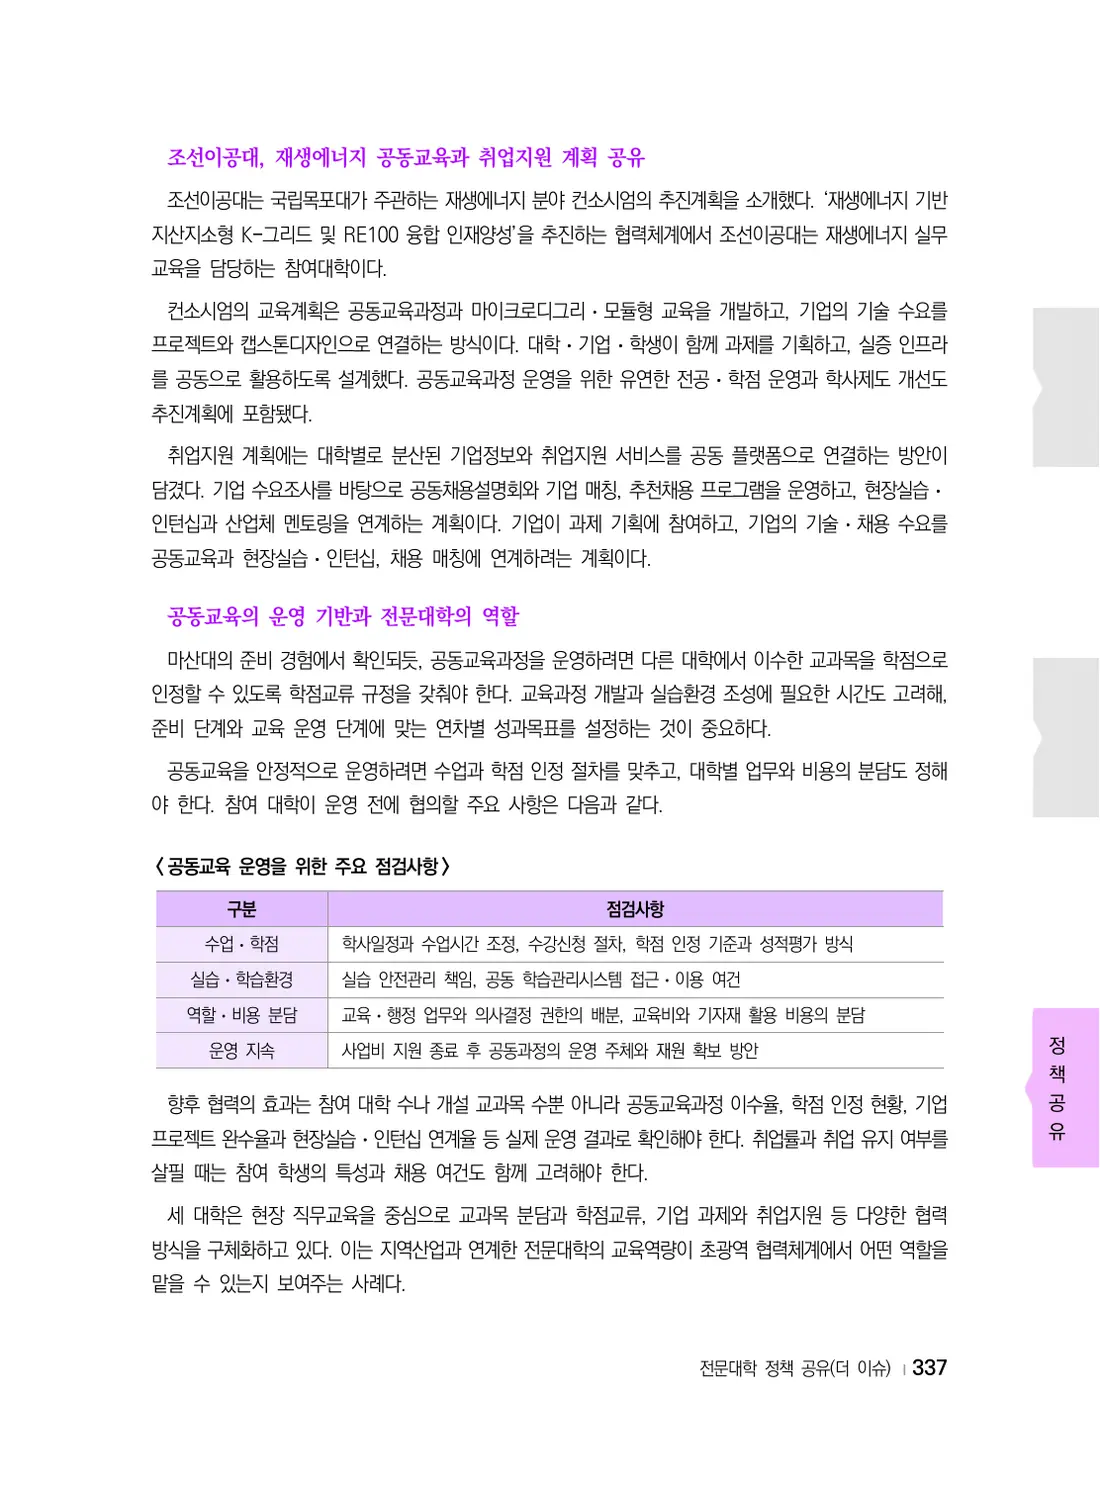 조선이공대, 재생에너지 공동교육과 취업지원 계획 공유
조선이공대는 국립목포대가 주관하는 재생에너지 분야 컨소시엄의 추진계획을 소개했다. ‘재생에너지 기반
지산지소형 K-그리드 및 RE100 융합 인재양성’을 추진하는 협력체계에서 조선이공대는 재생에너지 실무
교육을 담당하는 참여대학이다.
컨소시엄의 교육계획은 공동교육과정과 마이크로디그리·모듈형 교육을 개발하고, 기업의 기술 수요를
프로젝트와 캡스톤디자인으로 연결하는 방식이다. 대학·기업·학생이 함께 과제를 기획하고, 실증 인프라
를 공동으로 활용하도록 설계했다. 공동교육과정 운영을 위한 유연한 전공·학점 운영과 학사제도 개선도
추진계획에 포함됐다.
취업지원 계획에는 대학별로 분산된 기업정보와 취업지원 서비스를 공동 플랫폼으로 연결하는 방안이
담겼다. 기업 수요조사를 바탕으로 공동채용설명회와 기업 매칭, 추천채용 프로그램을 운영하고, 현장실습·
인턴십과 산업체 멘토링을 연계하는 계획이다. 기업이 과제 기획에 참여하고, 기업의 기술·채용 수요를
공동교육과 현장실습·인턴십, 채용 매칭에 연계하려는 계획이다.
공동교육의 운영 기반과 전문대학의 역할
마산대의 준비 경험에서 확인되듯, 공동교육과정을 운영하려면 다른 대학에서 이수한 교과목을 학점으로
인정할 수 있도록 학점교류 규정을 갖춰야 한다. 교육과정 개발과 실습환경 조성에 필요한 시간도 고려해,
준비 단계와 교육 운영 단계에 맞는 연차별 성과목표를 설정하는 것이 중요하다.
공동교육을 안정적으로 운영하려면 수업과 학점 인정 절차를 맞추고, 대학별 업무와 비용의 분담도 정해
야 한다. 참여 대학이 운영 전에 협의할 주요 사항은 다음과 같다.
〈공동교육 운영을 위한 주요 점검사항〉
구분 점검사항
수업·학점 학사일정과 수업시간 조정, 수강신청 절차, 학점 인정 기준과 성적평가 방식
실습·학습환경 실습 안전관리 책임, 공동 학습관리시스템 접근·이용 여건
역할·비용 분담 교육·행정 업무와 의사결정 권한의 배분, 교육비와 기자재 활용 비용의 분담
운영 지속 사업비 지원 종료 후 공동과정의 운영 주체와 재원 확보 방안
향후 협력의 효과는 참여 대학 수나 개설 교과목 수뿐 아니라 공동교육과정 이수율, 학점 인정 현황, 기업
프로젝트 완수율과 현장실습·인턴십 연계율 등 실제 운영 결과로 확인해야 한다. 취업률과 취업 유지 여부를
살필 때는 참여 학생의 특성과 채용 여건도 함께 고려해야 한다.
세 대학은 현장 직무교육을 중심으로 교과목 분담과 학점교류, 기업 과제와 취업지원 등 다양한 협력
방식을 구체화하고 있다. 이는 지역산업과 연계한 전문대학의 교육역량이 초광역 협력체계에서 어떤 역할을
맡을 수 있는지 보여주는 사례다.
정
책
공
유
전문대학 정책 공유(더 이슈) | 337